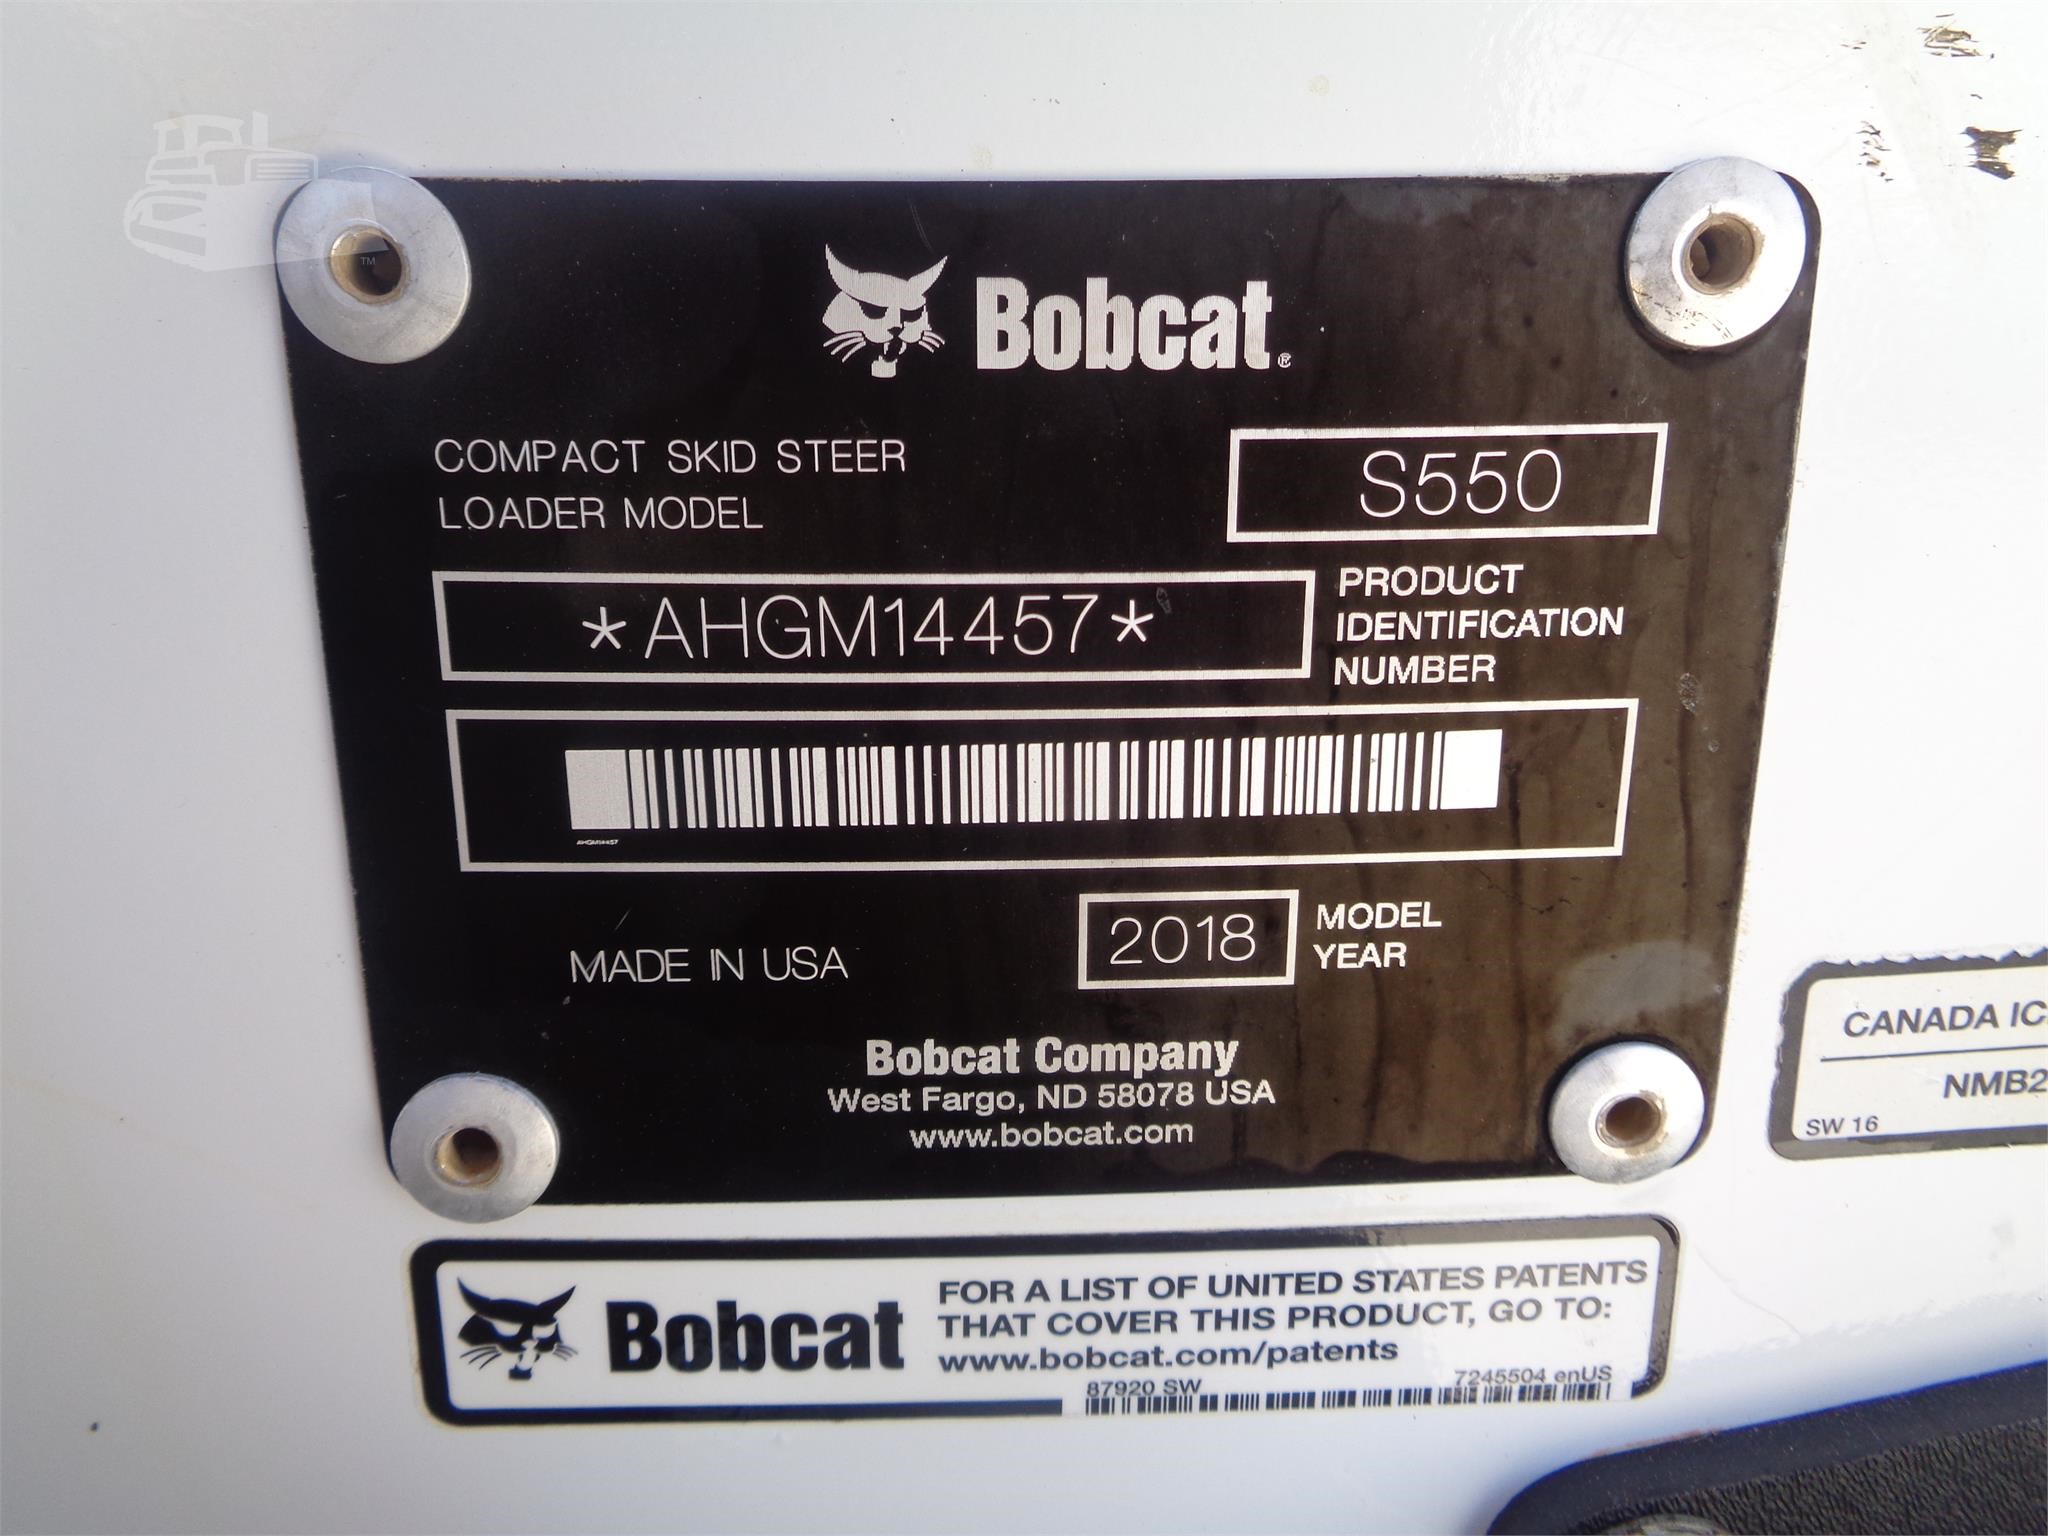 Bobcat®
COMPACT SKID STEER
LOADER MODEL
S550
*AHGM14457*
PRODUCT
IDENTIFICATION
NUMBER
AHGM14457
MADE IN USA
2018
MODEL
YEAR
Bobcat Company
West Fargo, ND 58078 USA
www.bobcat.com
CANADA IC
NMB2
SW 16
Bobcat
FOR A LIST OF UNITED STATES PATENTS
THAT COVER THIS PRODUCT, GO TO:
www.bobcat.com/patents
87920 SW
7245504 enUS
TM